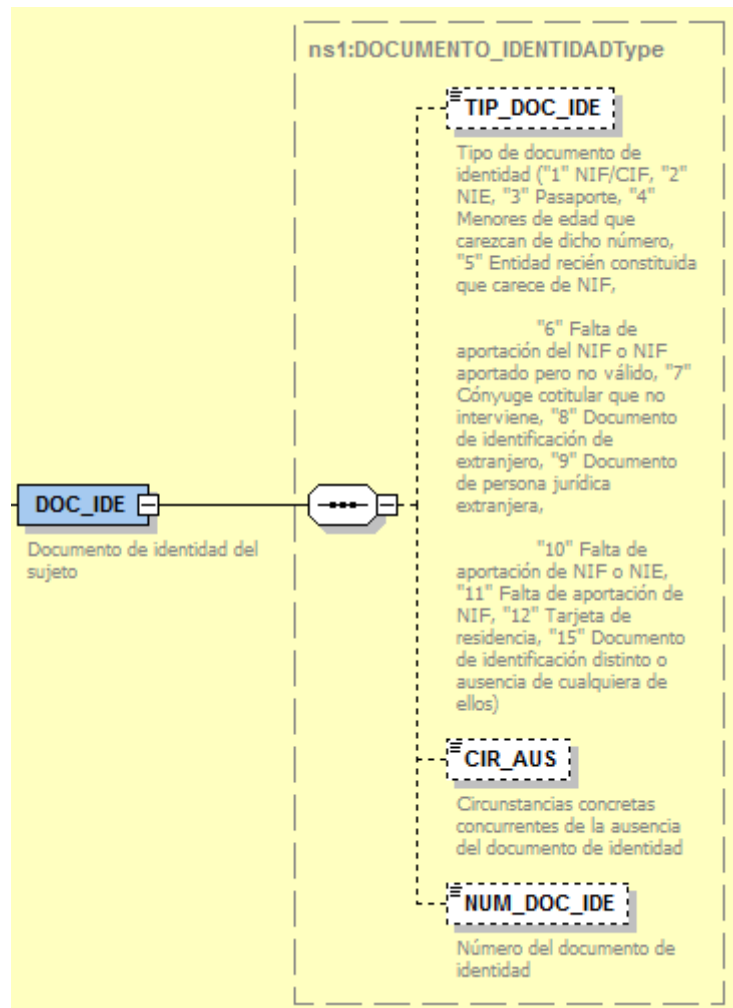 ns1:DOCUMENTO_IDENTIDADType
TIP_DOC_IDE
Tipo de documento de
identidad ("1" NIF/CIF, "2"
NIE, "3" Pasaporte, "4"
Menores de edad que
carezcan de dicho número,
"5" Entidad recién constituida
que carece de NIF,
"6" Falta de
aportación del NIF o NIF
aportado pero no válido, "7"
Cónyuge cotitular que no
interviene, "8" Documento
de identificación de
extranjero, "9" Documento
de persona jurídica
extranjera,
"10" Falta de
aportación de NIF o NIE,
"11" Falta de aportación de
NIF, "12" Tarjeta de
residencia, "15" Documento
de identificación distinto o
ausencia de cualquiera de
ellos)
DOC_IDE
Documento de identidad del
sujeto
CIR_AUS
Circunstancias concretas
concurrentes de la ausencia
del documento de identidad
NUM_DOC_IDE
Número del documento de
identidad